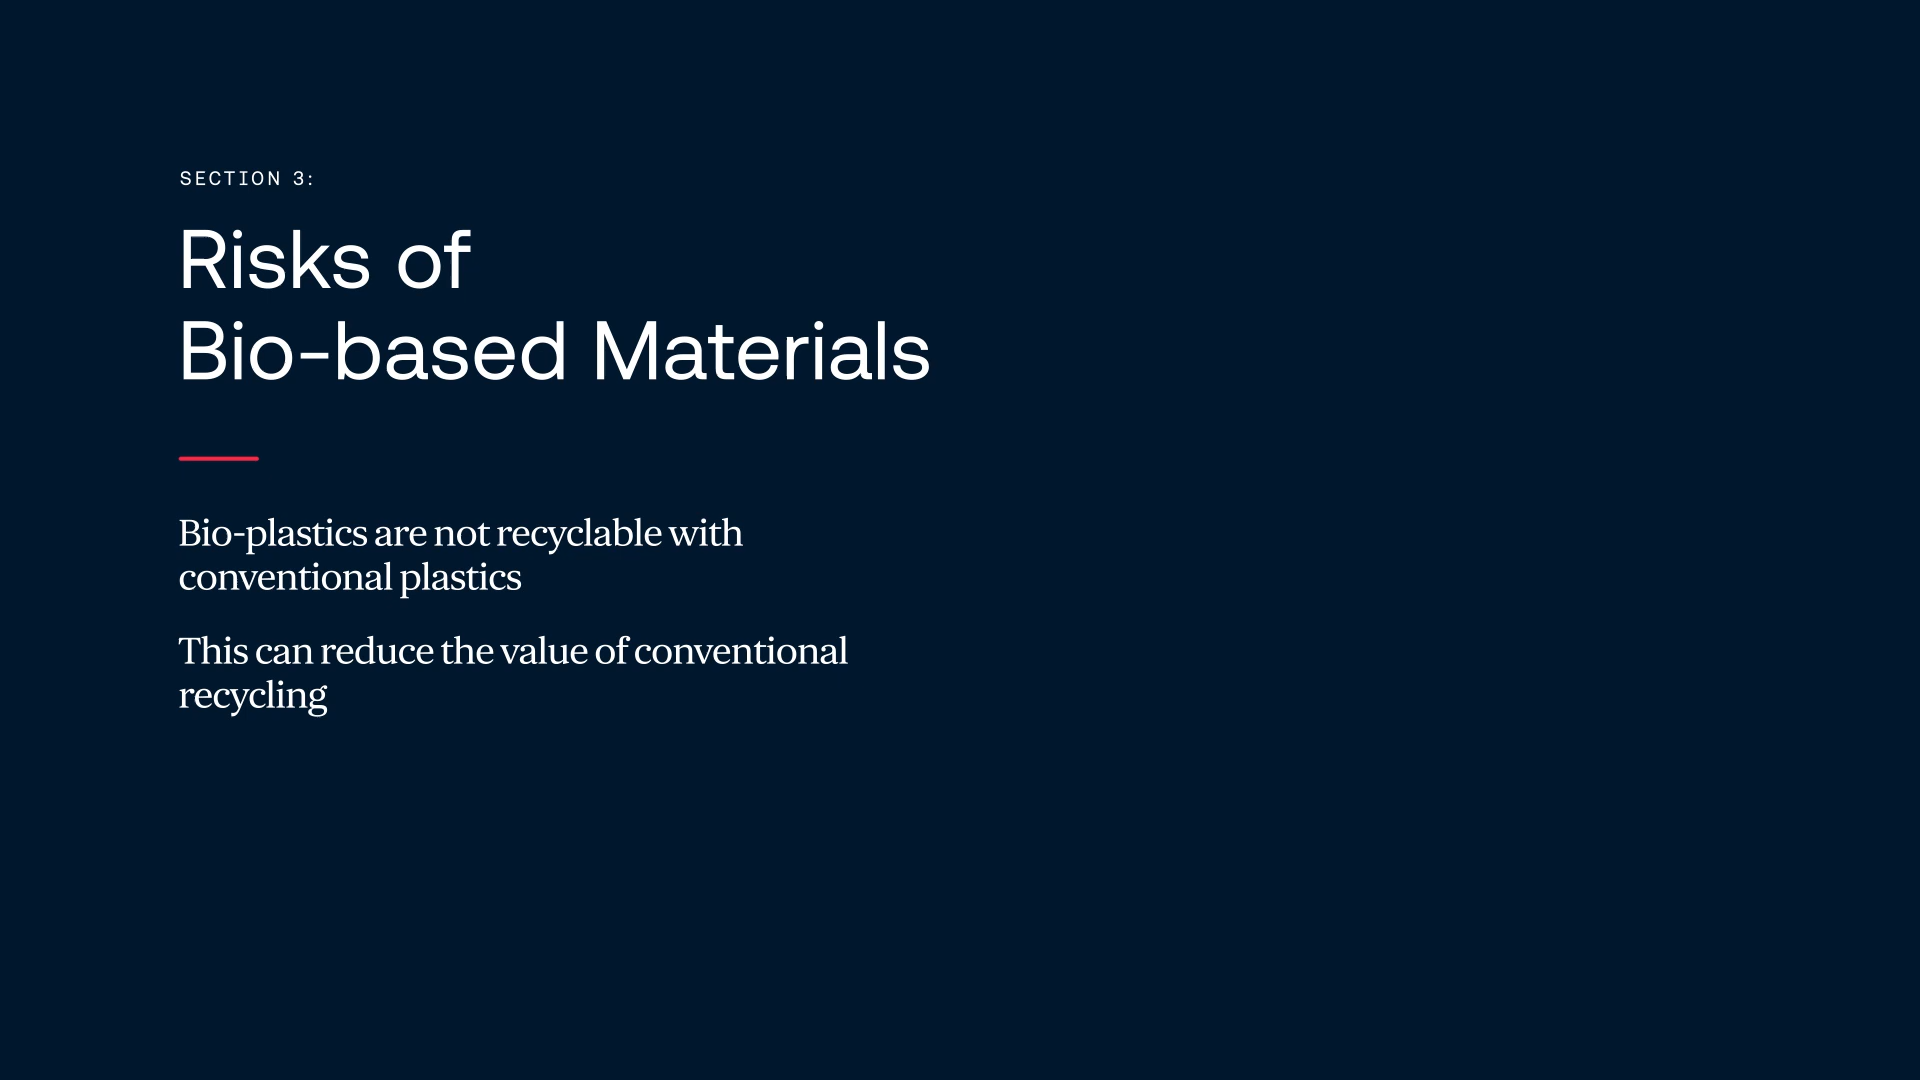 SECTION 3:
Risks of
Bio-based Materials
Bio-plastics are not recyclable with
conventional plastics
This can reduce the value of conventional
recycling